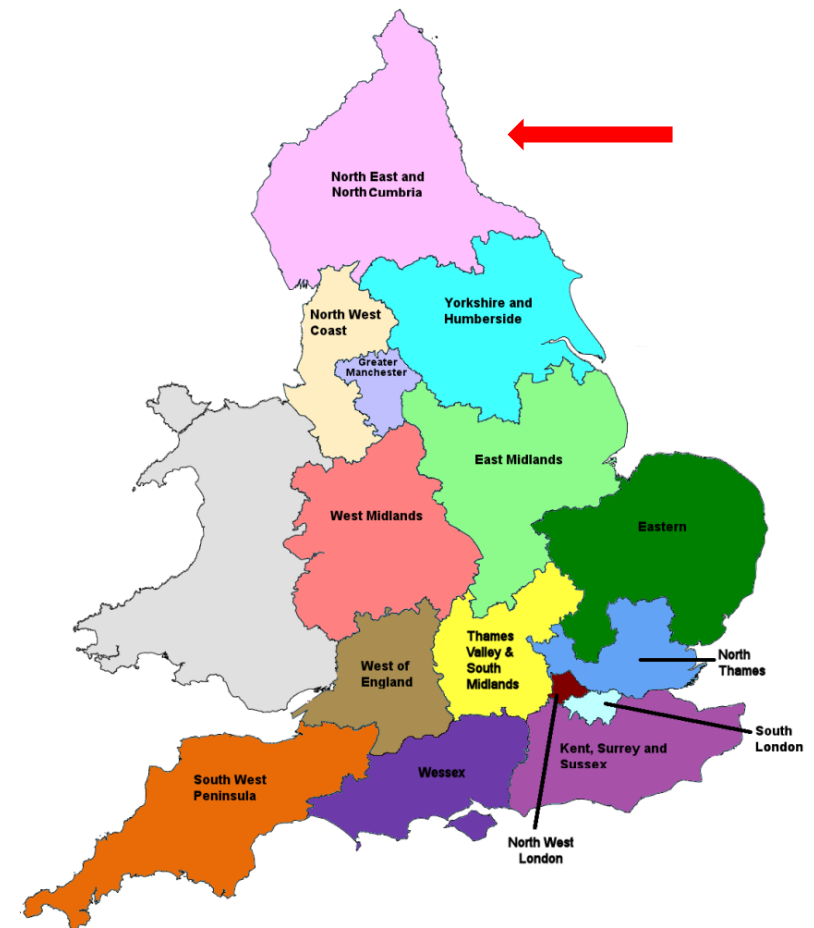 North East and
North Cumbria
Yorkshire and
Humberside
North West
Coast
Greater
Manchester
East Midlands
West Midlands
Eastern
Thames
Valley &
South
Midlands
North
Thames
West of
England
South
London
Kent, Surrey and
Sussex
Wessex
South West
Peninsula
North West
London